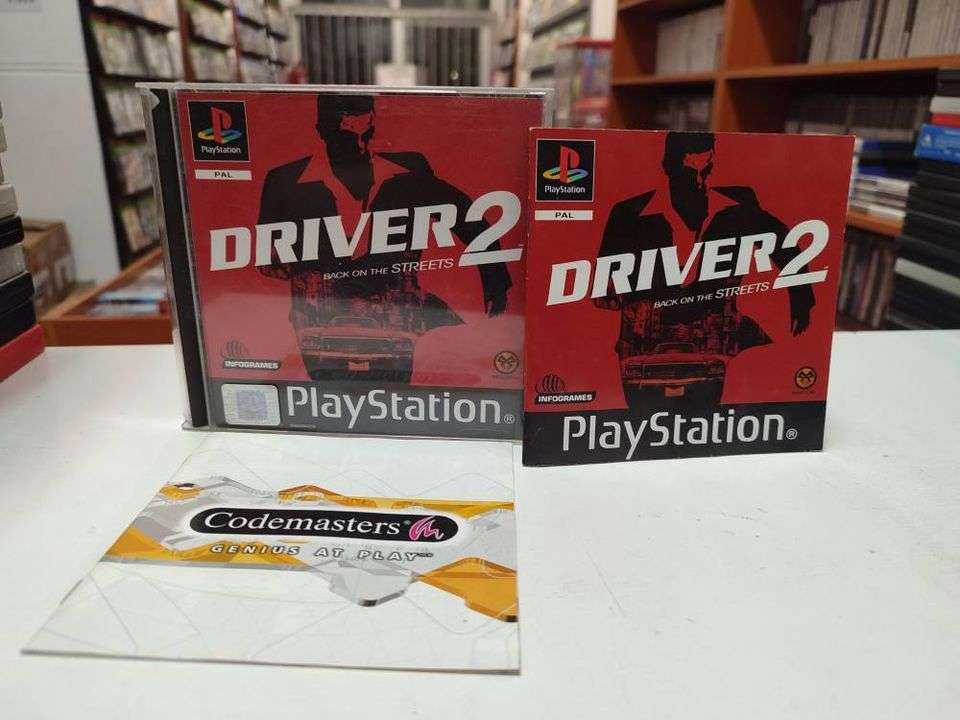 PlayStation
PAL
DRIVER 2
BACK ON THE STREETS
INFOGRAMES
PlayStation®
PlayStation
PAL
DRIVER 2
BACK ON THE STREETS
INFOGRAMES
PlayStation®
Codemasters®
GENIUS AT PLAY™